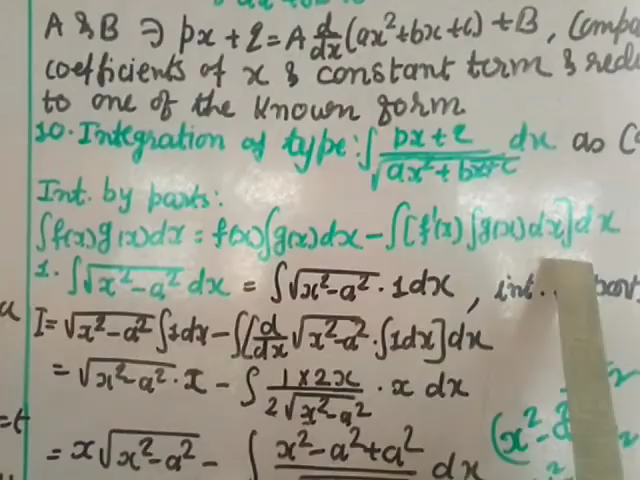 A & B ∋ px + q = A d/dx (ax² + bx + c) + B,
coefficients of x & constant term &
to one of the known form
10. Integration of type: ∫ px + q / √ax² + bx + c dx as
Int. by parts:
∫f(x)g(x)dx = f(x)∫g(x)dx – ∫[f'(x)∫g(x)dx]dx
1. ∫√x² – a² dx = ∫√x² – a² · 1dx, int.
I = √x² – a² ∫1dx – ∫[d/dx √x² – a² · ∫1dx]dx
= √x² – a² · x – ∫ 1 × 2x / 2√x² – a² · x dx
= t
= x√x² – a² – ∫ x² – a² + a² dx